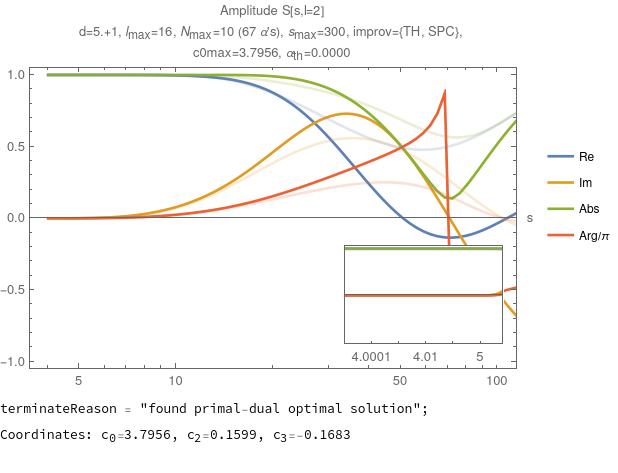 Amplitude S[s,l=2]
d=5.+1, lmax=16, Nmax=10 (67 α's), smax=300, improv={TH, SPC},
c0max=3.7956, αth=0.0000
1.0
0.5
0.0
-0.5
-1.0
5
10
50
100
s
4.0001
4.01
5
Re
Im
Abs
Arg/π
terminateReason = "found primal-dual optimal solution";
Coordinates: c0=3.7956, c2=0.1599, c3=-0.1683